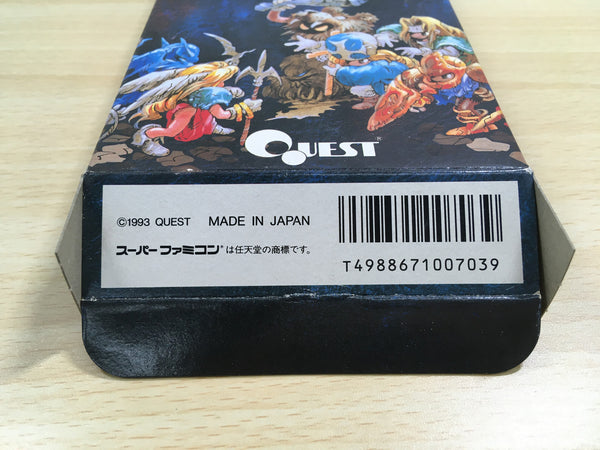 QUEST®
©1993 QUEST MADE IN JAPAN
スーパーファミコン®は任天堂の商標です。
T4988671007039